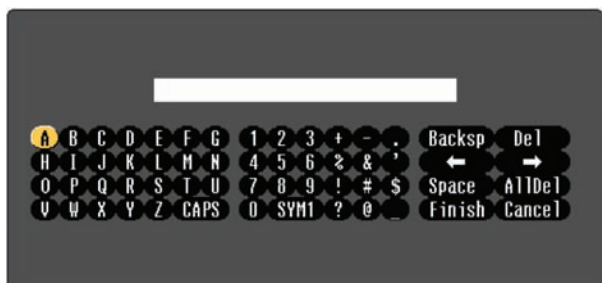 A B C D E F G 1 2 3 + - . Backsp Del
H I J K L M N 4 5 6 % & ' ← →
O P Q R S T U 7 8 9 ! # $ Space AllDel
V W X Y Z CAPS 0 SYM1 ? @ _ Finish Cancel